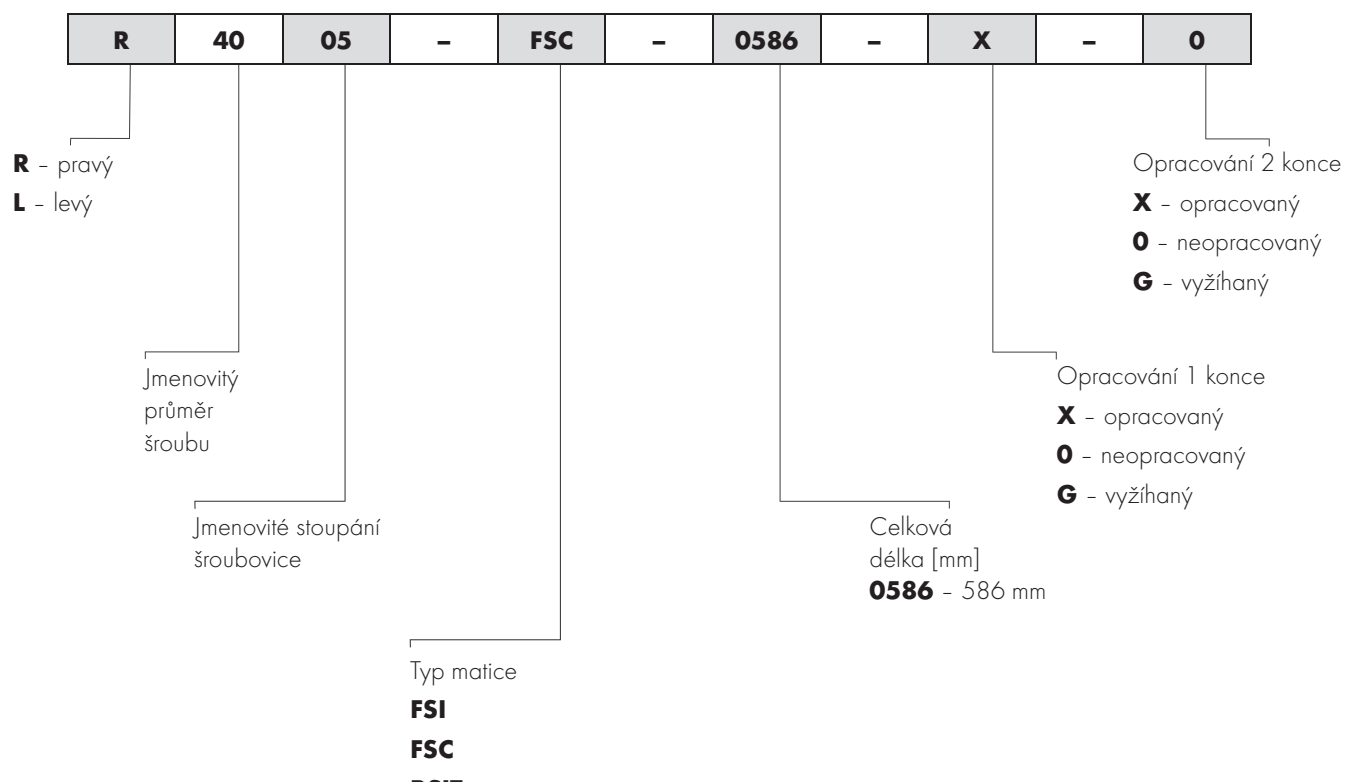 R 40 05 – FSC – 0586 – X – 0
R – pravý
L – levý
Jmenovitý
průměr
šroubu
Jmenovité stoupání
šroubovice
Typ matice
FSI
FSC
Celková
délka [mm]
0586 – 586 mm
Opracování 1 konce
X – opracovaný
0 – neopracovaný
G – vyžíhaný
Opracování 2 konce
X – opracovaný
0 – neopracovaný
G – vyžíhaný